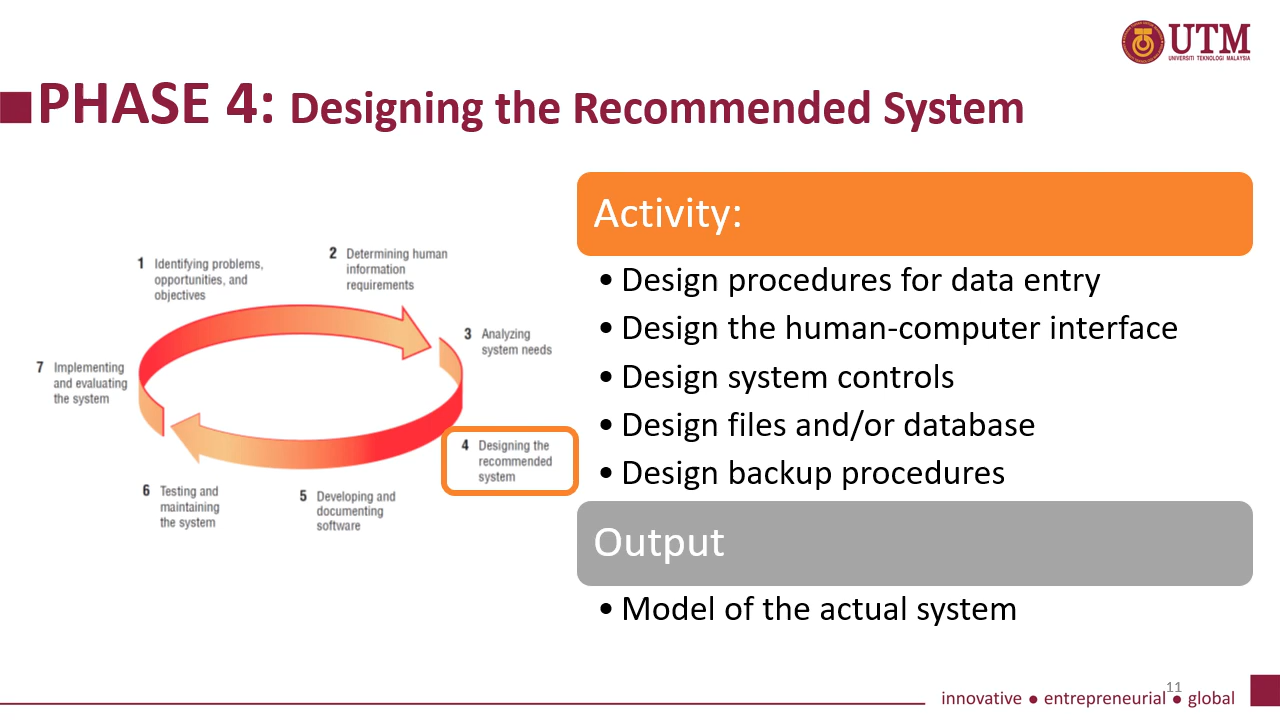 UTM
UNIVERSITI TEKNOLOGI MALAYSIA
PHASE 4: Designing the Recommended System
1 Identifying problems,
opportunities, and
objectives
2 Determining human
information
requirements
3 Analyzing
system needs
4 Designing the
recommended
system
5 Developing and
documenting
software
6 Testing and
maintaining
the system
7 Implementing
and evaluating
the system
Activity:
• Design procedures for data entry
• Design the human-computer interface
• Design system controls
• Design files and/or database
• Design backup procedures
Output
• Model of the actual system
11
innovative ● entrepreneurial ● global